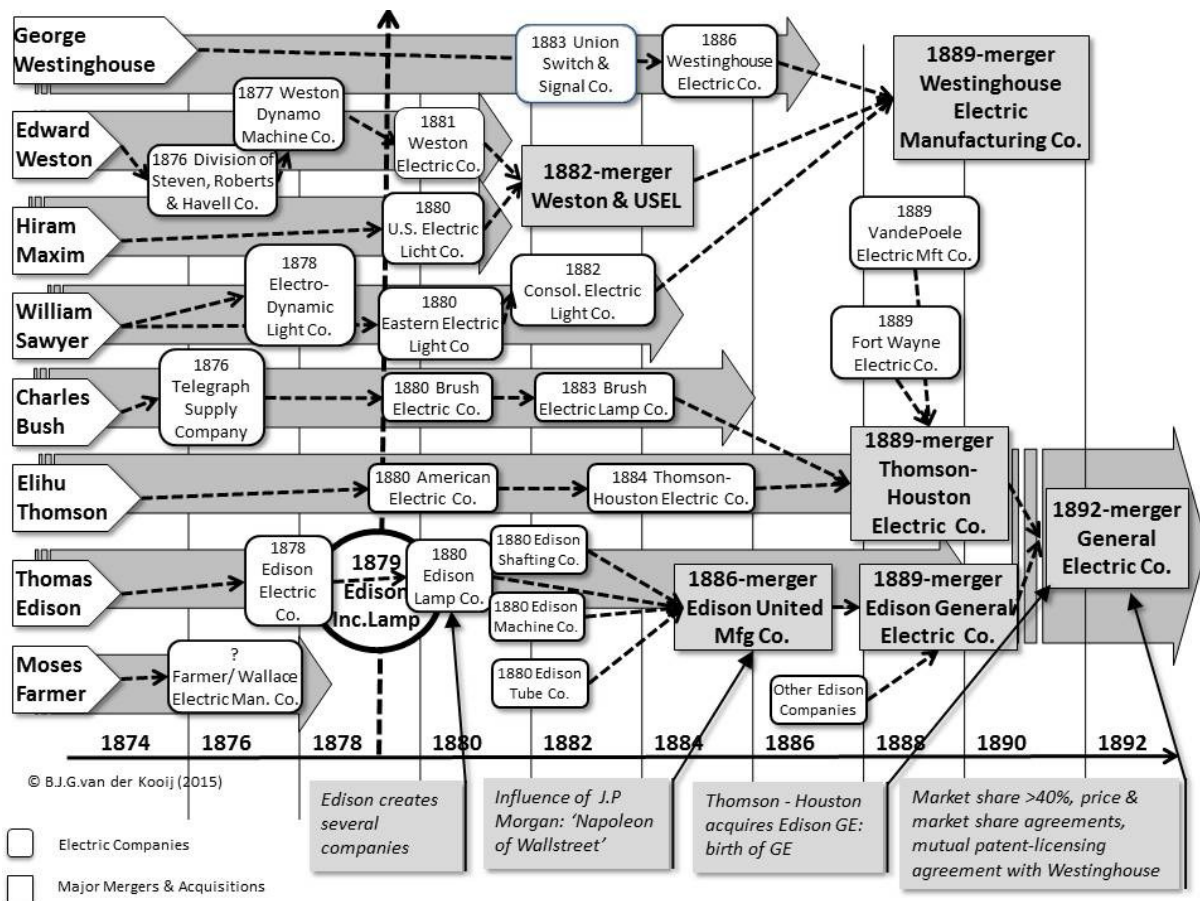 George
Westinghouse
1883 Union
Switch &
Signal Co.
1886
Westinghouse
Electric Co.
1889-merger
Westinghouse
Electric
Manufacturing Co.
Edward
Weston
1877 Weston
Dynamo
Machine Co.
1876 Division of
Steven, Roberts
& Havell Co.
1881
Weston
Electric Co.
1882-merger
Weston & USEL
Hiram
Maxim
1880
U.S. Electric
Licht Co.
1889
VandePoele
Electric Mft Co.
William
Sawyer
1878
Electro-
Dynamic
Light Co.
1880
Eastern Electric
Light Co
1882
Consol. Electric
Light Co.
1889
Fort Wayne
Electric Co.
Charles
Bush
1876
Telegraph
Supply
Company
1880 Brush
Electric Co.
1883 Brush
Electric Lamp Co.
1889-merger
Thomson-
Houston
Electric Co.
Elihu
Thomson
1880 American
Electric Co.
1884 Thomson-
Houston Electric Co.
1892-merger
General
Electric Co.
Thomas
Edison
1878
Edison
Electric
Co.
1879
Edison
Inc.Lamp
1880
Edison
Lamp Co.
1880 Edison
Shafting Co.
1880 Edison
Machine Co.
1880 Edison
Tube Co.
1886-merger
Edison United
Mfg Co.
1889-merger
Edison General
Electric Co.
Other Edison
Companies
Moses
Farmer
?
Farmer/ Wallace
Electric Man. Co.
1874 1876 1878 1880 1882 1884 1886 1888 1890 1892
© B.J.G.van der Kooij (2015)
Edison creates
several
companies
Influence of J.P
Morgan: ‘Napoleon
of Wallstreet’
Thomson - Houston
acquires Edison GE:
birth of GE
Market share >40%, price &
market share agreements,
mutual patent-licensing
agreement with Westinghouse
Electric Companies
Major Mergers & Acquisitions